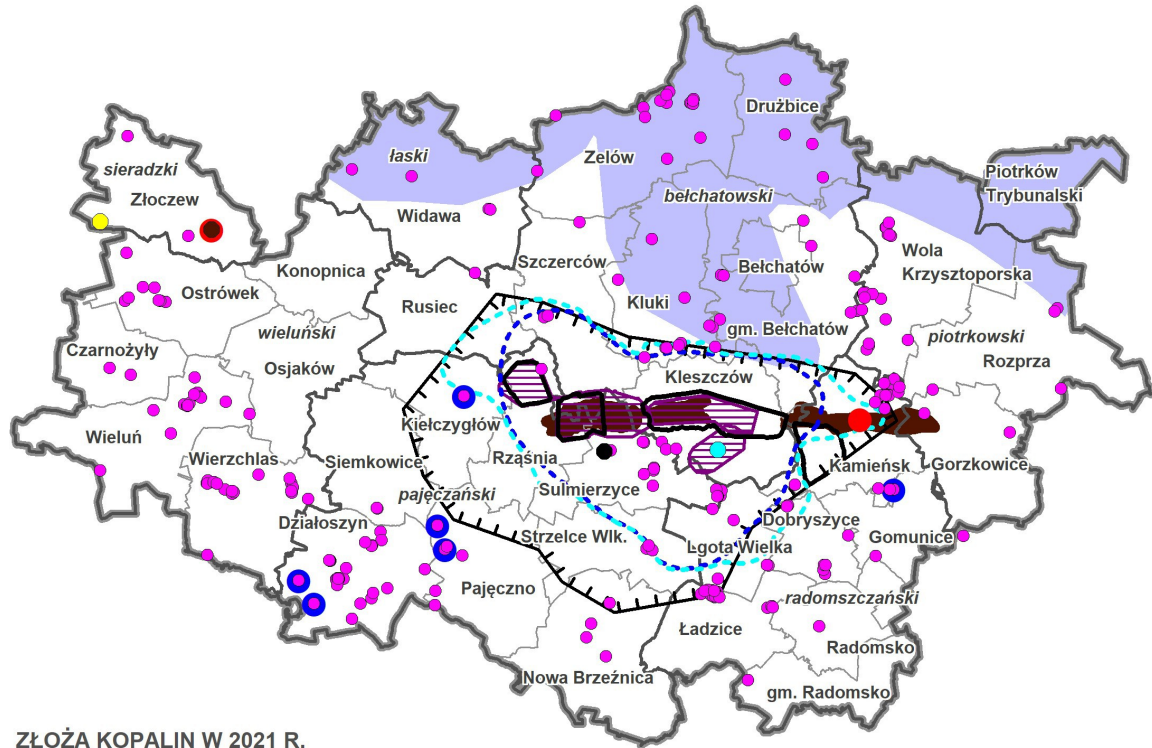 Drużbice
łaski
Zelów
sieradzki
Piotrków
Trybunalski
Złoczew
bełchatowski
Widawa
Wola
Krzysztoporska
Szczerców
Bełchatów
Konopnica
Ostrówek
Rusiec
Kluki
gm. Bełchatów
wieluński
piotrkowski
Czarnożyły
Rozprza
Osjaków
Kleszczów
Kiełczygłów
Wieluń
Wierzchlas
Siemkowice
Rząśnia
Kamieńsk
Gorzkowice
pajęczański
Sulmierzyce
Działoszyn
Dobryszyce
Strzelce Wlk.
Lgota Wielka
Gomunice
Pajęczno
radomszczański
Ładzice
Radomsko
Nowa Brzeźnica
gm. Radomsko
ZŁOŻA KOPALIN W 2021 R.